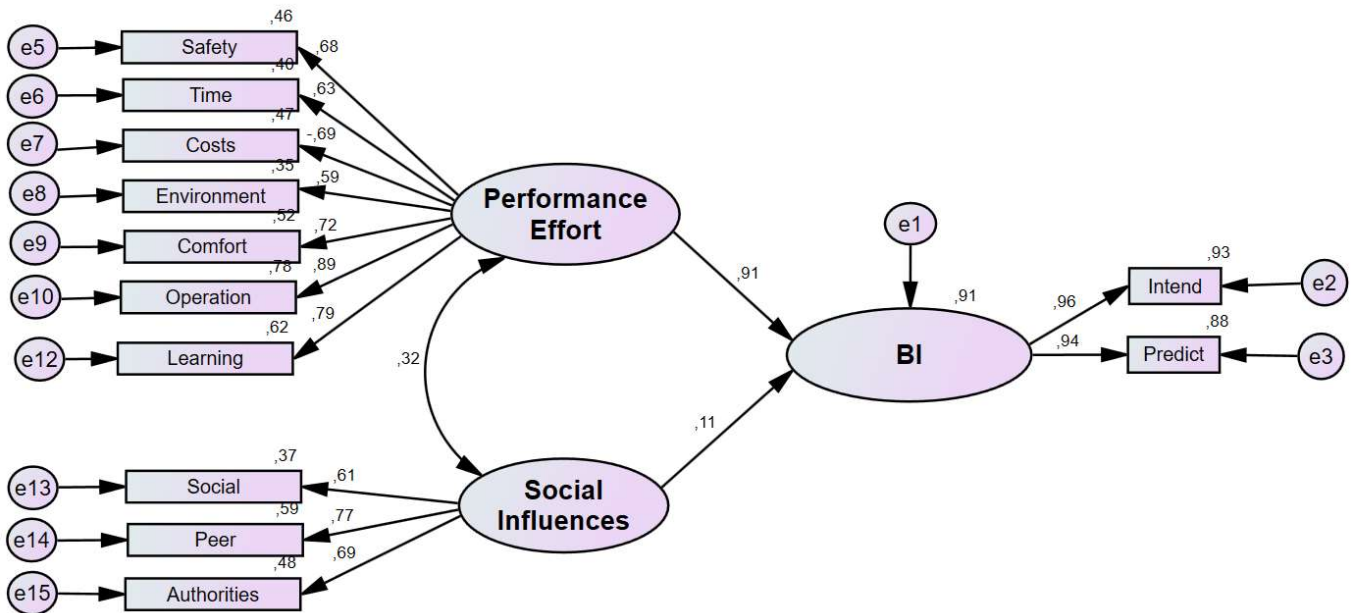 ,46
e5
Safety
,68
,40
e6
Time
,63
,47
e7
Costs
-,69
,35
e8
Environment
,59
,52
e9
Comfort
,72
,78
e10
Operation
,89
,62
e12
Learning
,79
Performance
Effort
,32
,91
e1
,91
BI
,96
,93
Intend
e2
,94
,88
Predict
e3
,11
,37
e13
Social
,61
,59
e14
Peer
,77
,48
e15
Authorities
,69
Social
Influences